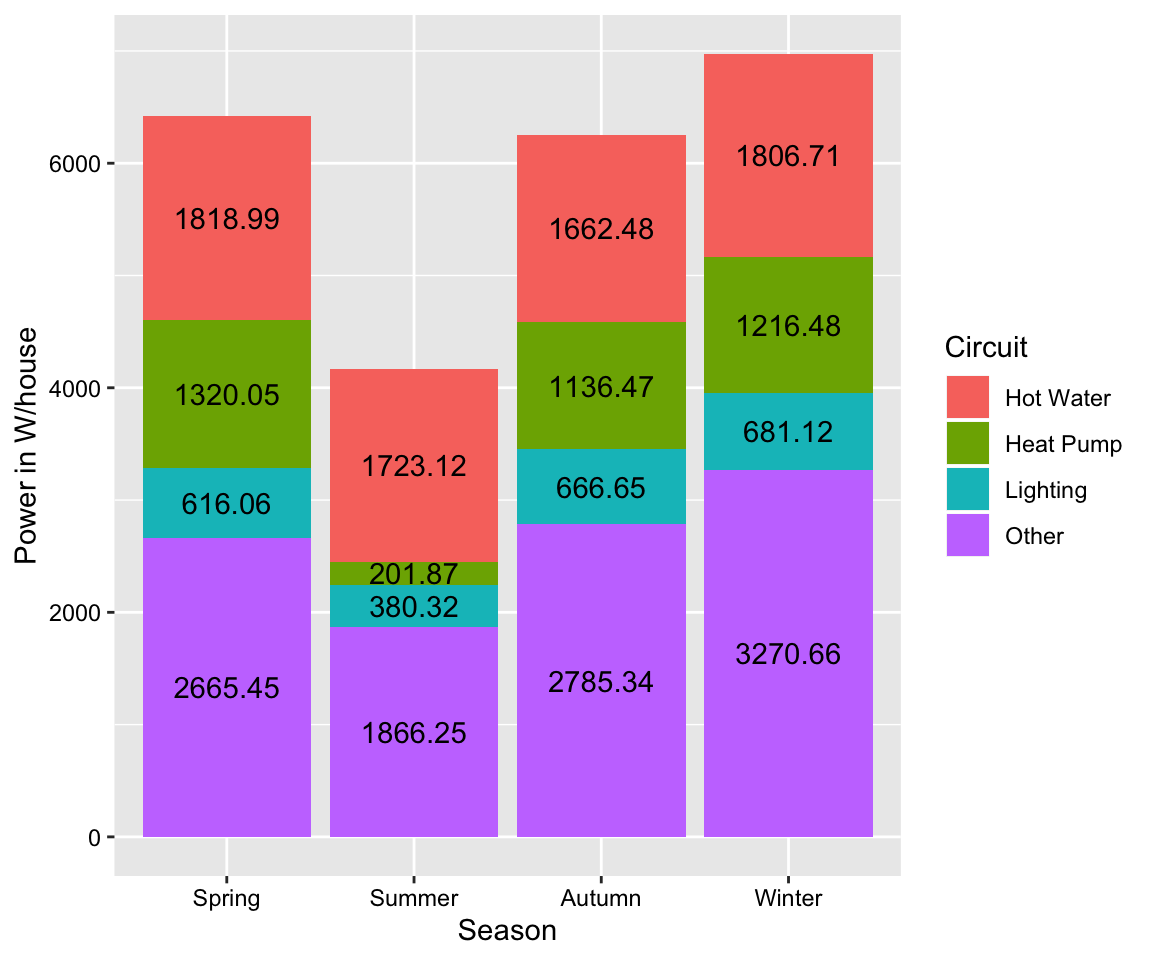 6000
4000
2000
0
Power in W/house
1818.99
1320.05
616.06
2665.45
1723.12
201.87
380.32
1866.25
1662.48
1136.47
666.65
2785.34
1806.71
1216.48
681.12
3270.66
Spring Summer Autumn Winter
Season
Circuit
Hot Water
Heat Pump
Lighting
Other